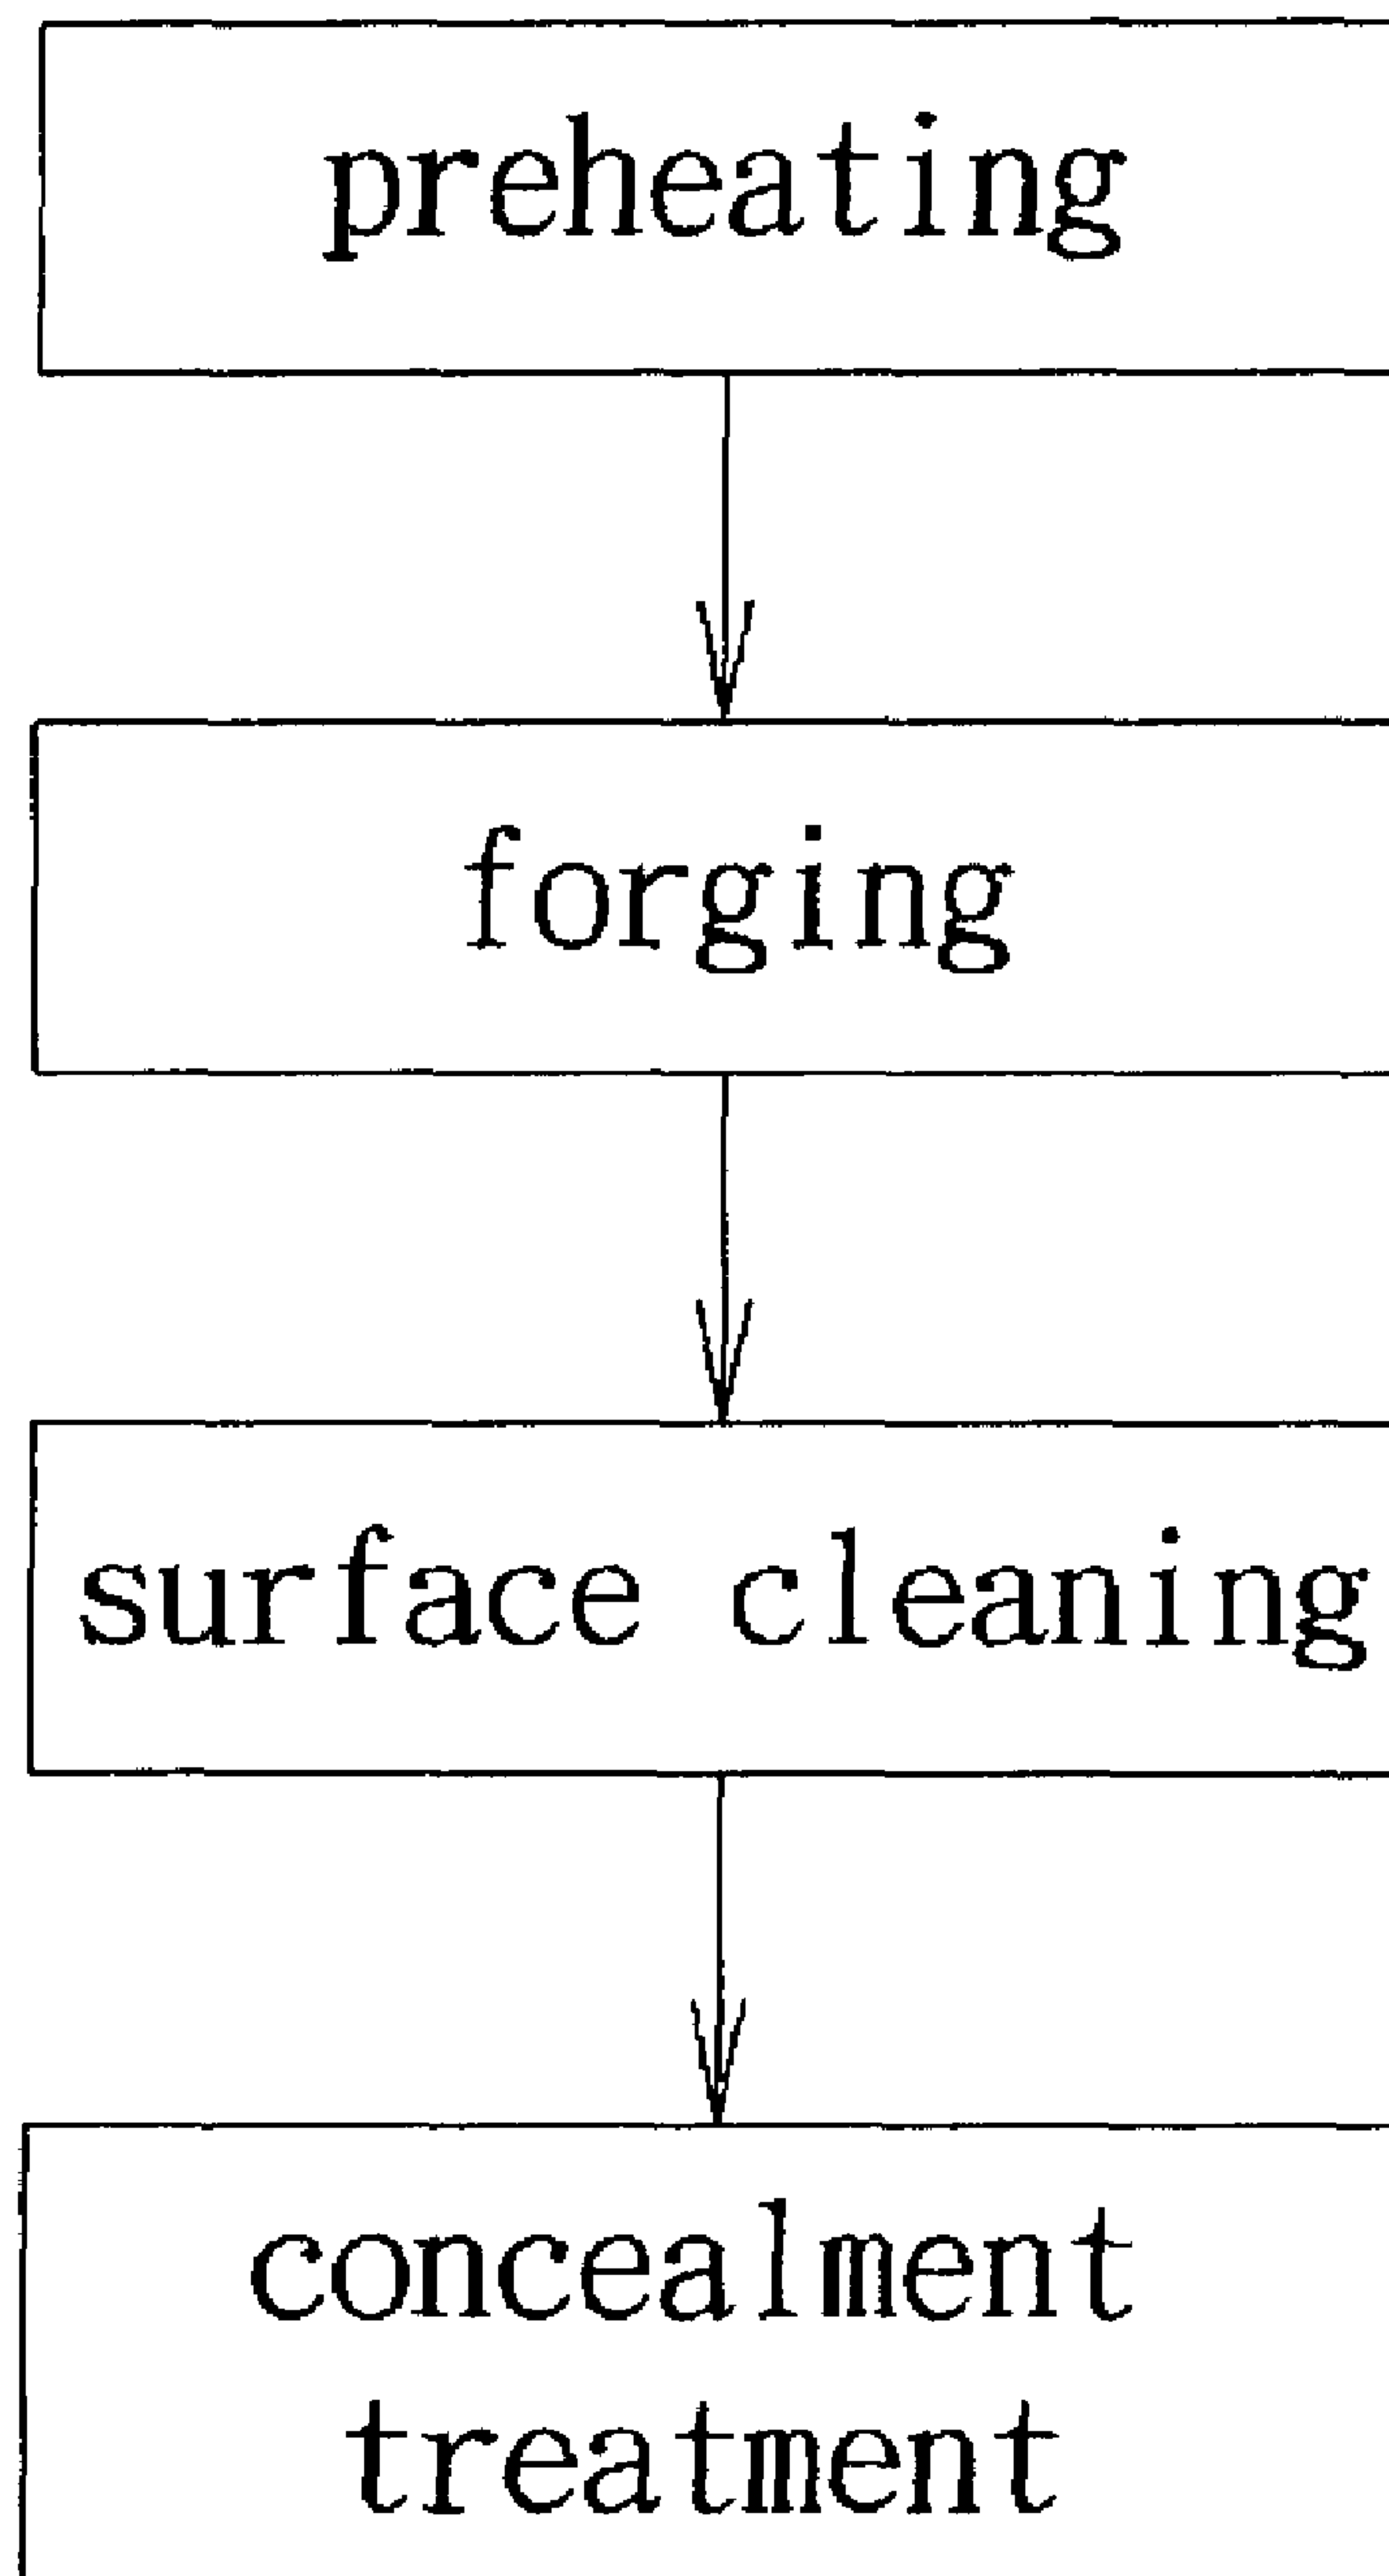 preheating
forging
surface cleaning
concealment
treatment